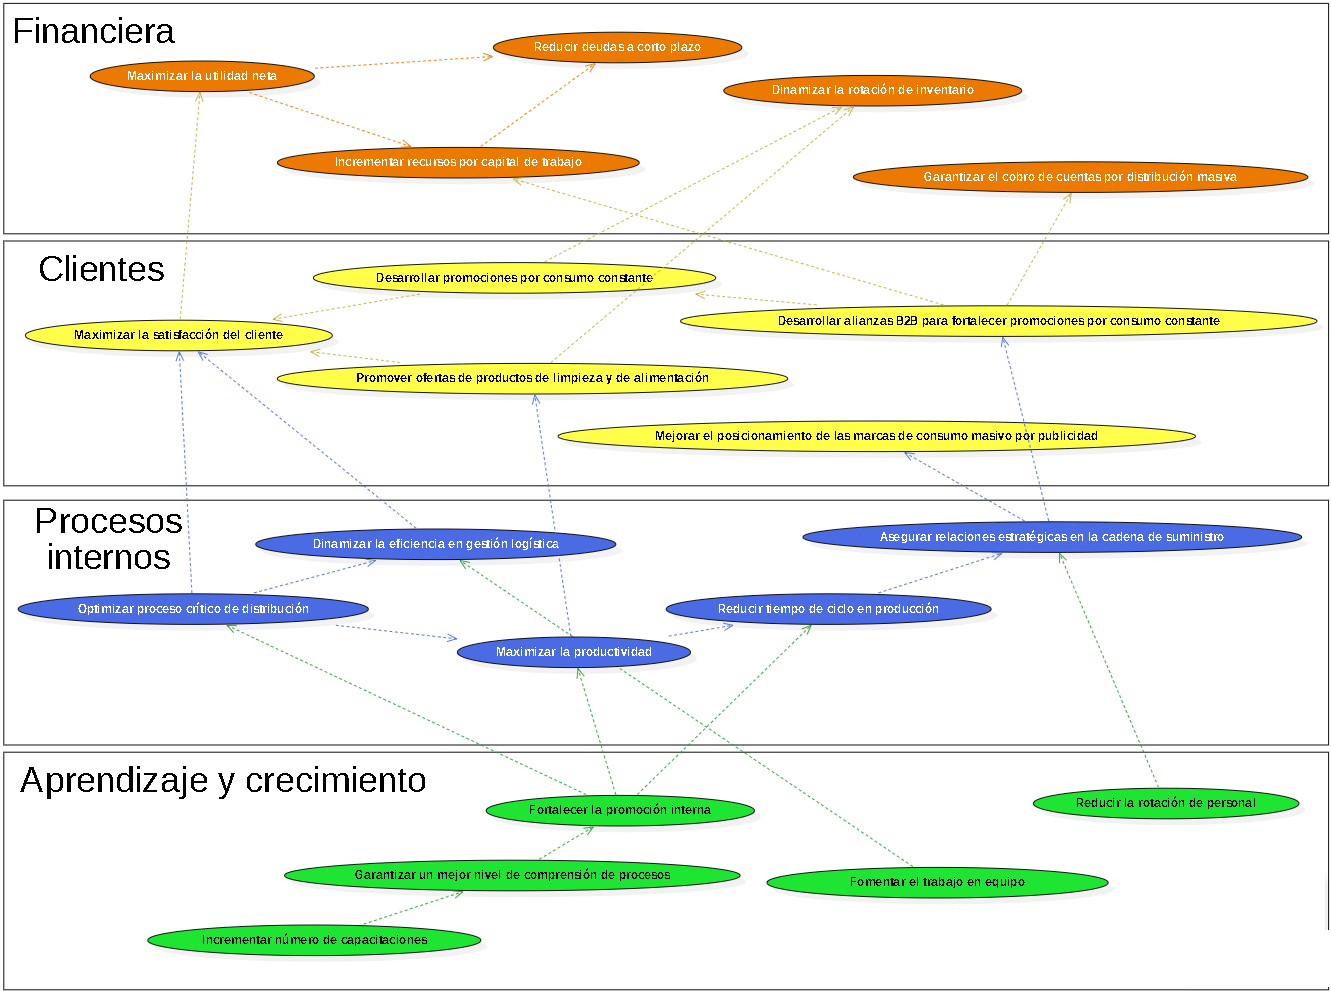 Financiera
Reducir deudas a corto plazo
Maximizar la utilidad neta
Dinamizar la rotación de inventario
Incrementar recursos por capital de trabajo
Garantizar el cobro de cuentas por distribución masiva
Clientes
Desarrollar promociones por consumo constante
Desarrollar alianzas B2B para fortalecer promociones por consumo constante
Maximizar la satisfacción del cliente
Promover ofertas de productos de limpieza y de alimentación
Mejorar el posicionamiento de las marcas de consumo masivo por publicidad
Procesos
internos
Dinamizar la eficiencia en gestión logística
Asegurar relaciones estratégicas en la cadena de suministro
Optimizar proceso crítico de distribución
Reducir tiempo de ciclo en producción
Maximizar la productividad
Aprendizaje y crecimiento
Fortalecer la promoción interna
Reducir la rotación de personal
Garantizar un mejor nivel de comprensión de procesos
Fomentar el trabajo en equipo
Incrementar número de capacitaciones